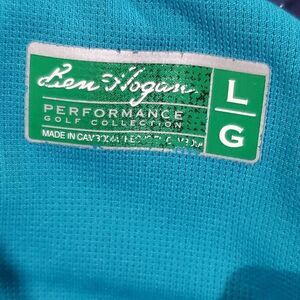 Ben Hogan
PERFORMANCE
GOLF COLLECTION
MADE IN
L
G